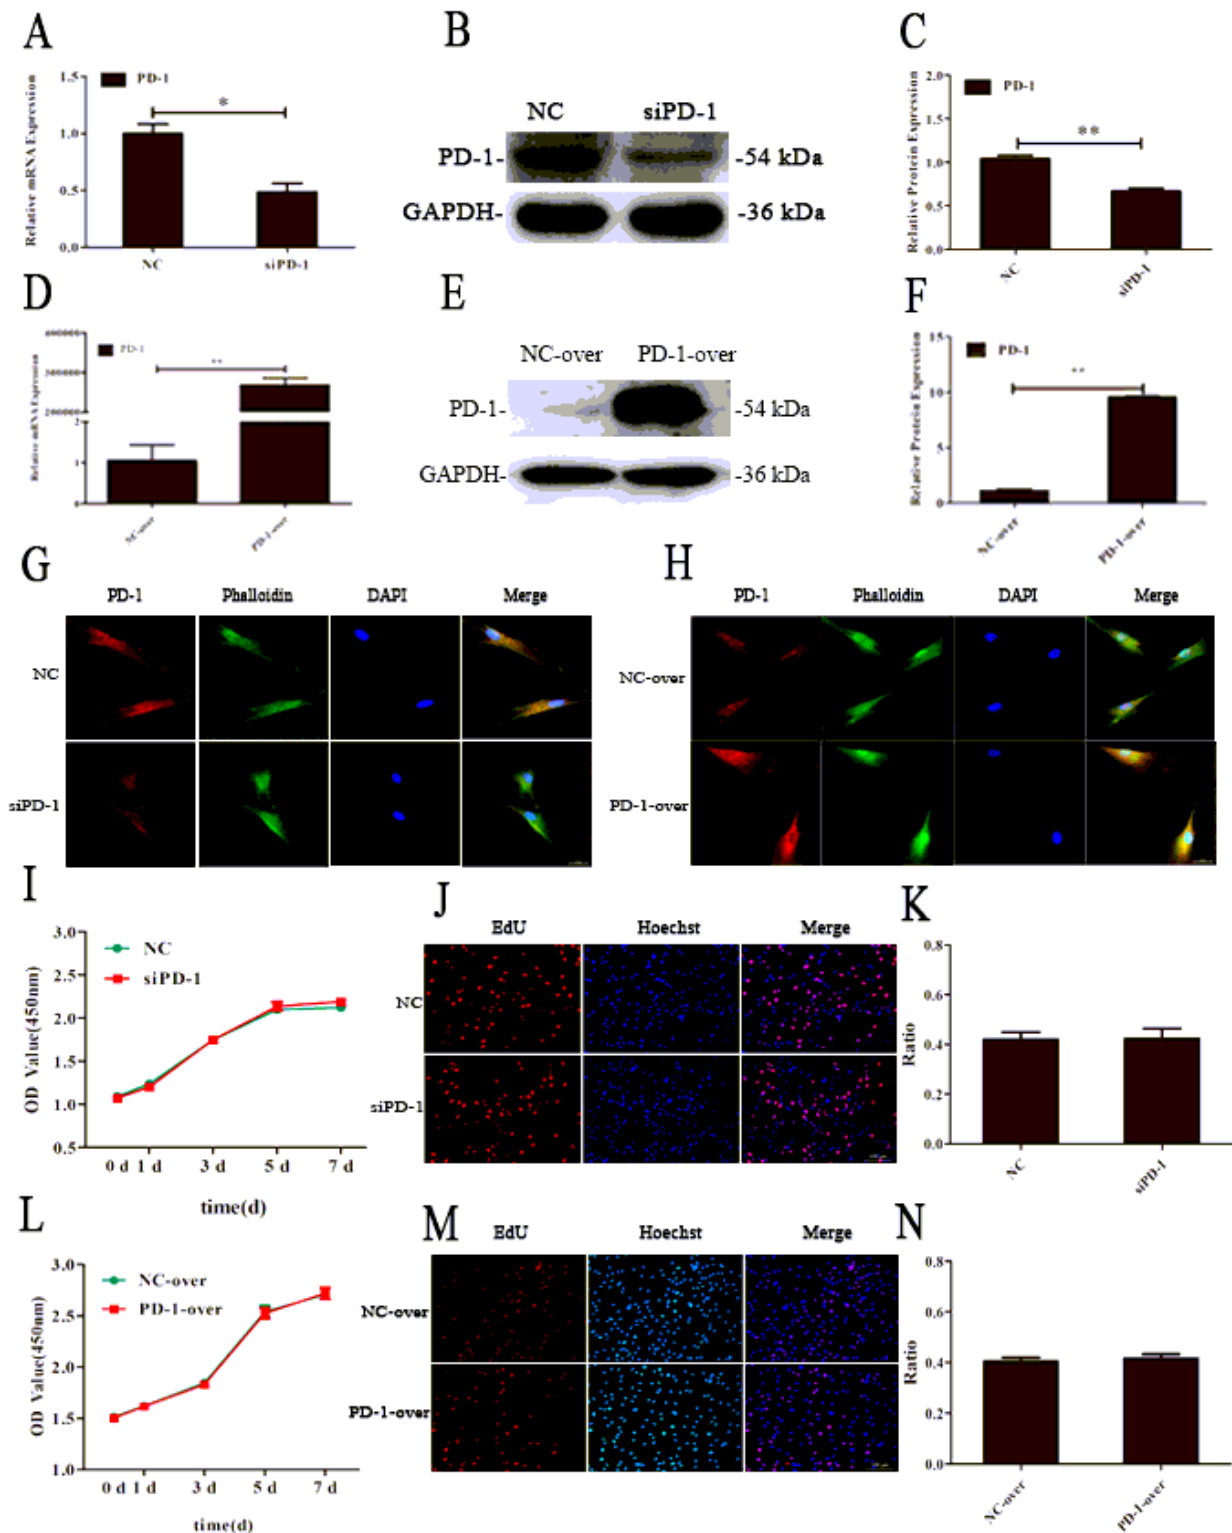 A
Relative mRNA Expression
1.5
1.0
0.5
0.0
PD-1
*
NC
siPD-1
B
NC
siPD-1
PD-1-
-54 kDa
GAPDH-
-36 kDa
C
Relative Protein Expression
2.0
1.5
1.0
0.5
0.0
PD-1
**
NC
siPD-1
D
Relative mRNA Expression
400000
300000
200000
2
1
0
PD-1
**
NC-over
PD-1-over
E
NC-over
PD-1-over
PD-1-
-54 kDa
GAPDH-
-36 kDa
F
Relative Protein Expression
15
10
5
0
PD-1
**
NC-over
PD-1-over
G
PD-1
Phalloidin
DAPI
Merge
NC
siPD-1
H
PD-1
Phalloidin
DAPI
Merge
NC-over
PD-1-over
I
OD Value(450nm)
3.0
2.5
2.0
1.5
1.0
0.5
NC
siPD-1
0 d
1 d
3 d
5 d
7 d
time(d)
J
EdU
Hoechst
Merge
NC
siPD-1
K
Ratio
0.8
0.6
0.4
0.2
0.0
NC
siPD-1
L
OD Value(450nm)
3.0
2.5
2.0
1.5
1.0
NC-over
PD-1-over
0 d
1 d
3 d
5 d
7 d
time(d)
M
EdU
Hoechst
Merge
NC-over
PD-1-over
N
Ratio
0.8
0.6
0.4
0.2
0.0
NC-over
PD-1-over